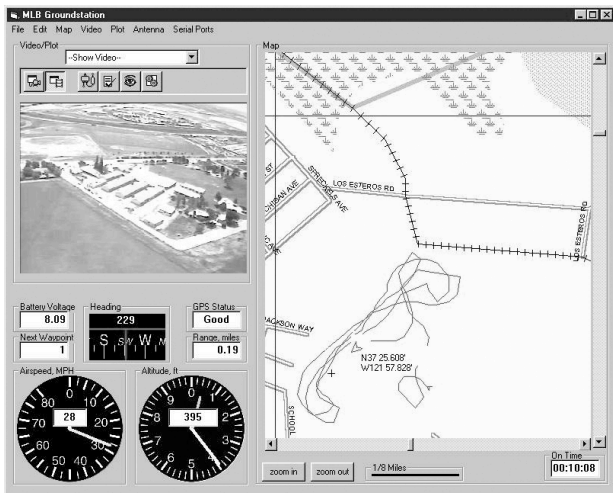 MLB Groundstation
File Edit Map Video Plot Antenna Serial Ports
Video/Plot
--Show Video--
Battery Voltage
8.09
Heading
229
S SW W N
GPS Status
Good
Next Waypoint
1
Range, miles
0.19
Airspeed, MPH
0
10
20
30
40
50
60
70
80
28
Altitude, ft
0
1
2
3
4
5
6
7
8
9
395
Map
ST
SPRECKELS AVE
LOS ESTEROS RD
LOS ESTEROS RD
AVE
JACKSON WAY
N37 25.608'
W121 57.828'
SCHOOL
zoom in
zoom out
1/8 Miles
On Time
00:10:08